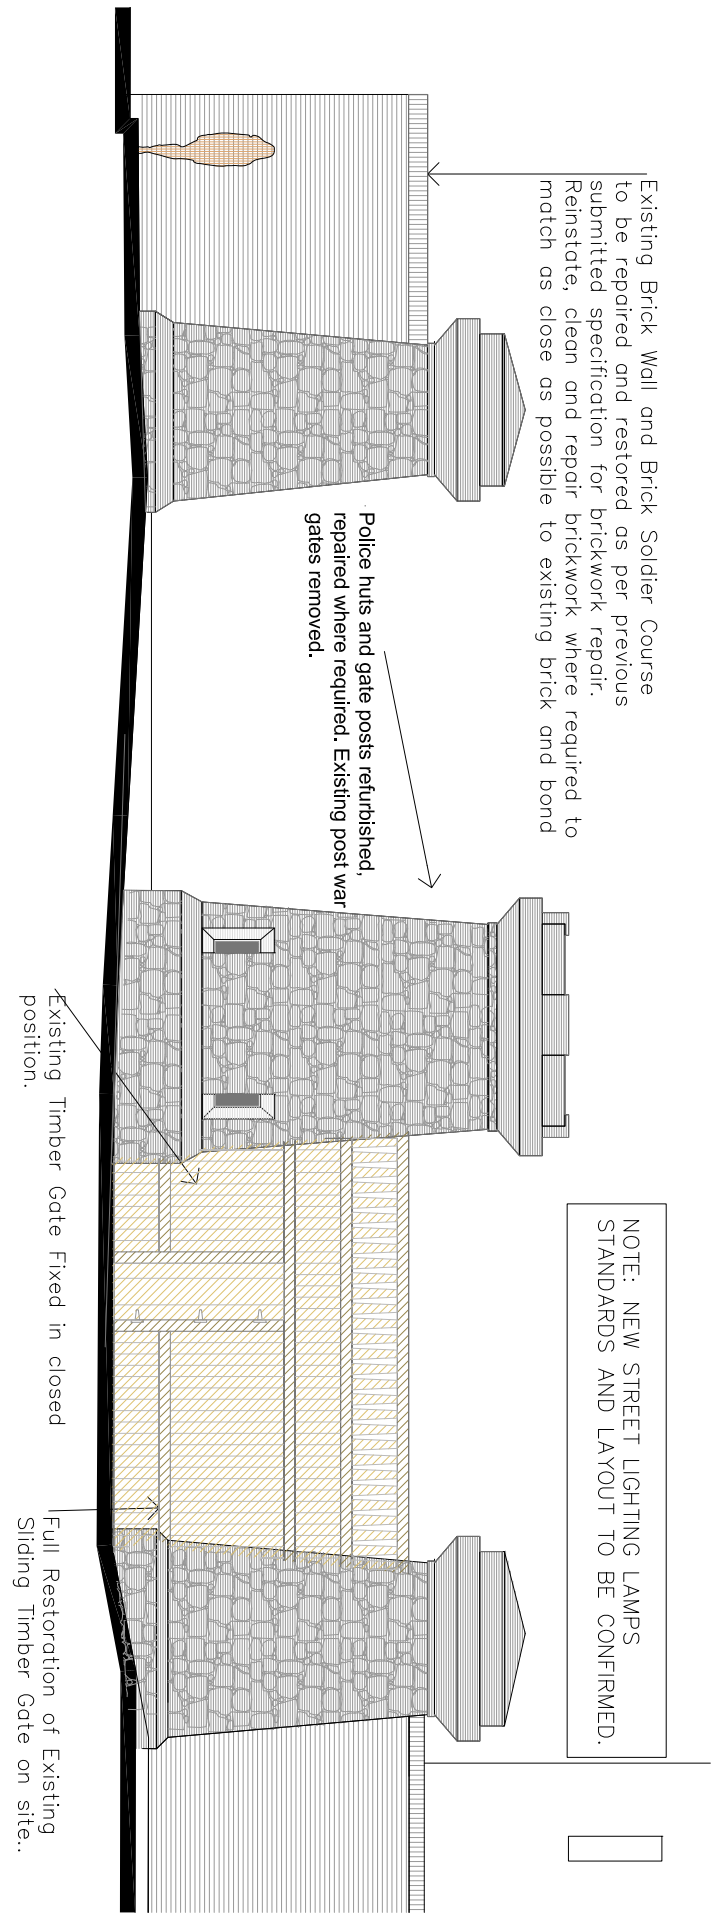 Existing Brick Wall and Brick Soldier Course
to be repaired and restored as per previous
submitted specification for brickwork repair.
Reinstate, clean and repair brickwork where required to
match as close as possible to existing brick and bond
Police huts and gate posts refurbished,
repaired where required. Existing post war
gates removed.
NOTE: NEW STREET LIGHTING LAMPS
STANDARDS AND LAYOUT TO BE CONFIRMED.
Existing Timber Gate Fixed in closed
position.
Full Restoration of Existing
Sliding Timber Gate on site..